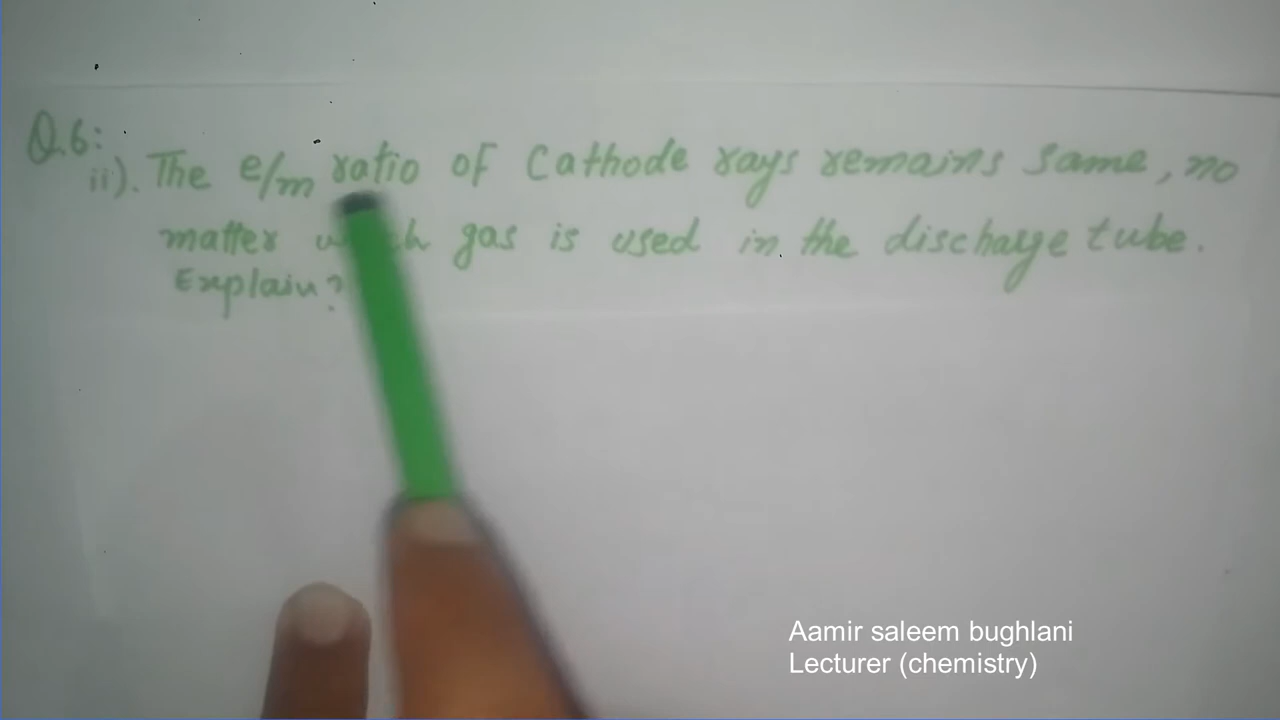 Q.6:
ii). The e/m ratio of Cathode rays remains same, no
matter gas is used in the discharge tube.
Explain?
Aamir saleem bughlani
Lecturer (chemistry)